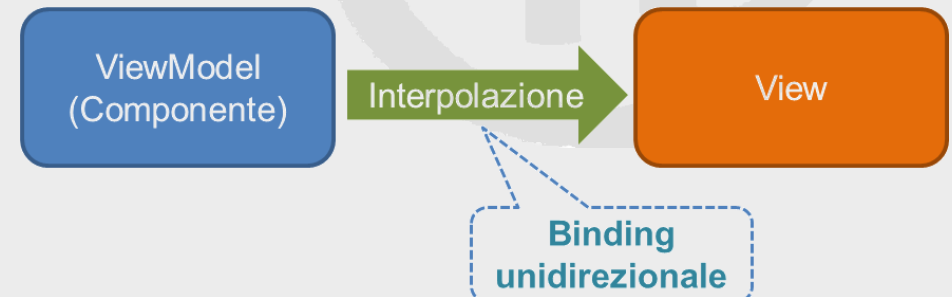 ViewModel
(Componente)
Interpolazione
View
Binding
unidirezionale